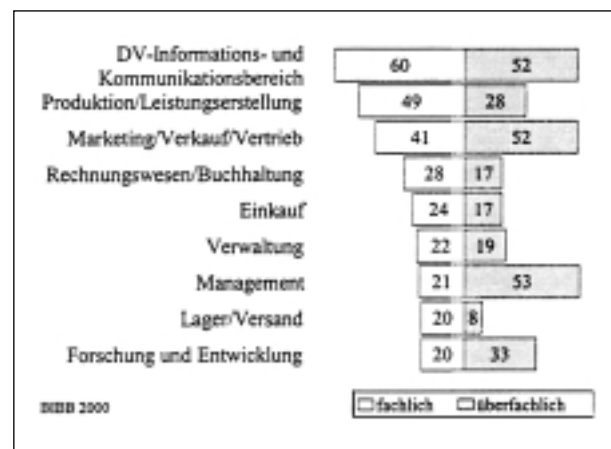 DV-Informations- und
Kommunikationsbereich
60 52
Produktion/Leistungserstellung
49 28
Marketing/Verkauf/Vertrieb
41 52
Rechnungswesen/Buchhaltung
28 17
Einkauf
24 17
Verwaltung
22 19
Management
21 53
Lager/Versand
20 8
Forschung und Entwicklung
20 33
BIBB 2000
fachlich überfachlich